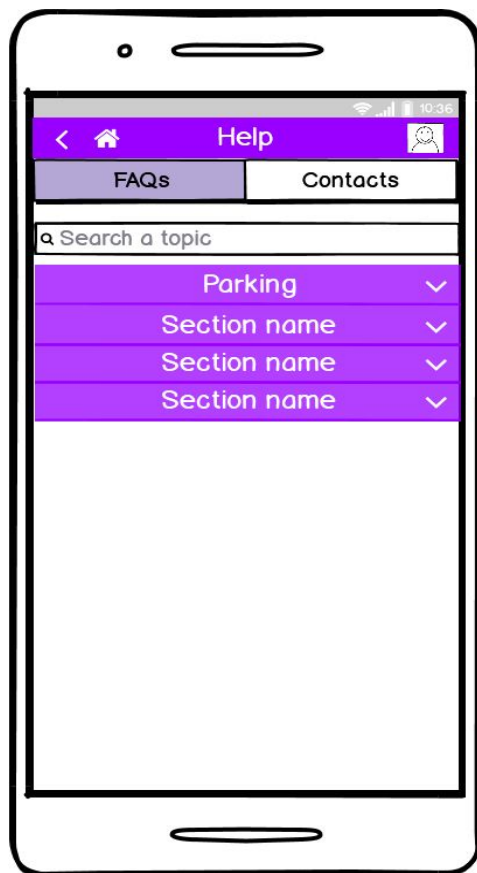 10:36
Help
FAQs Contacts
Search a topic
Parking
Section name
Section name
Section name